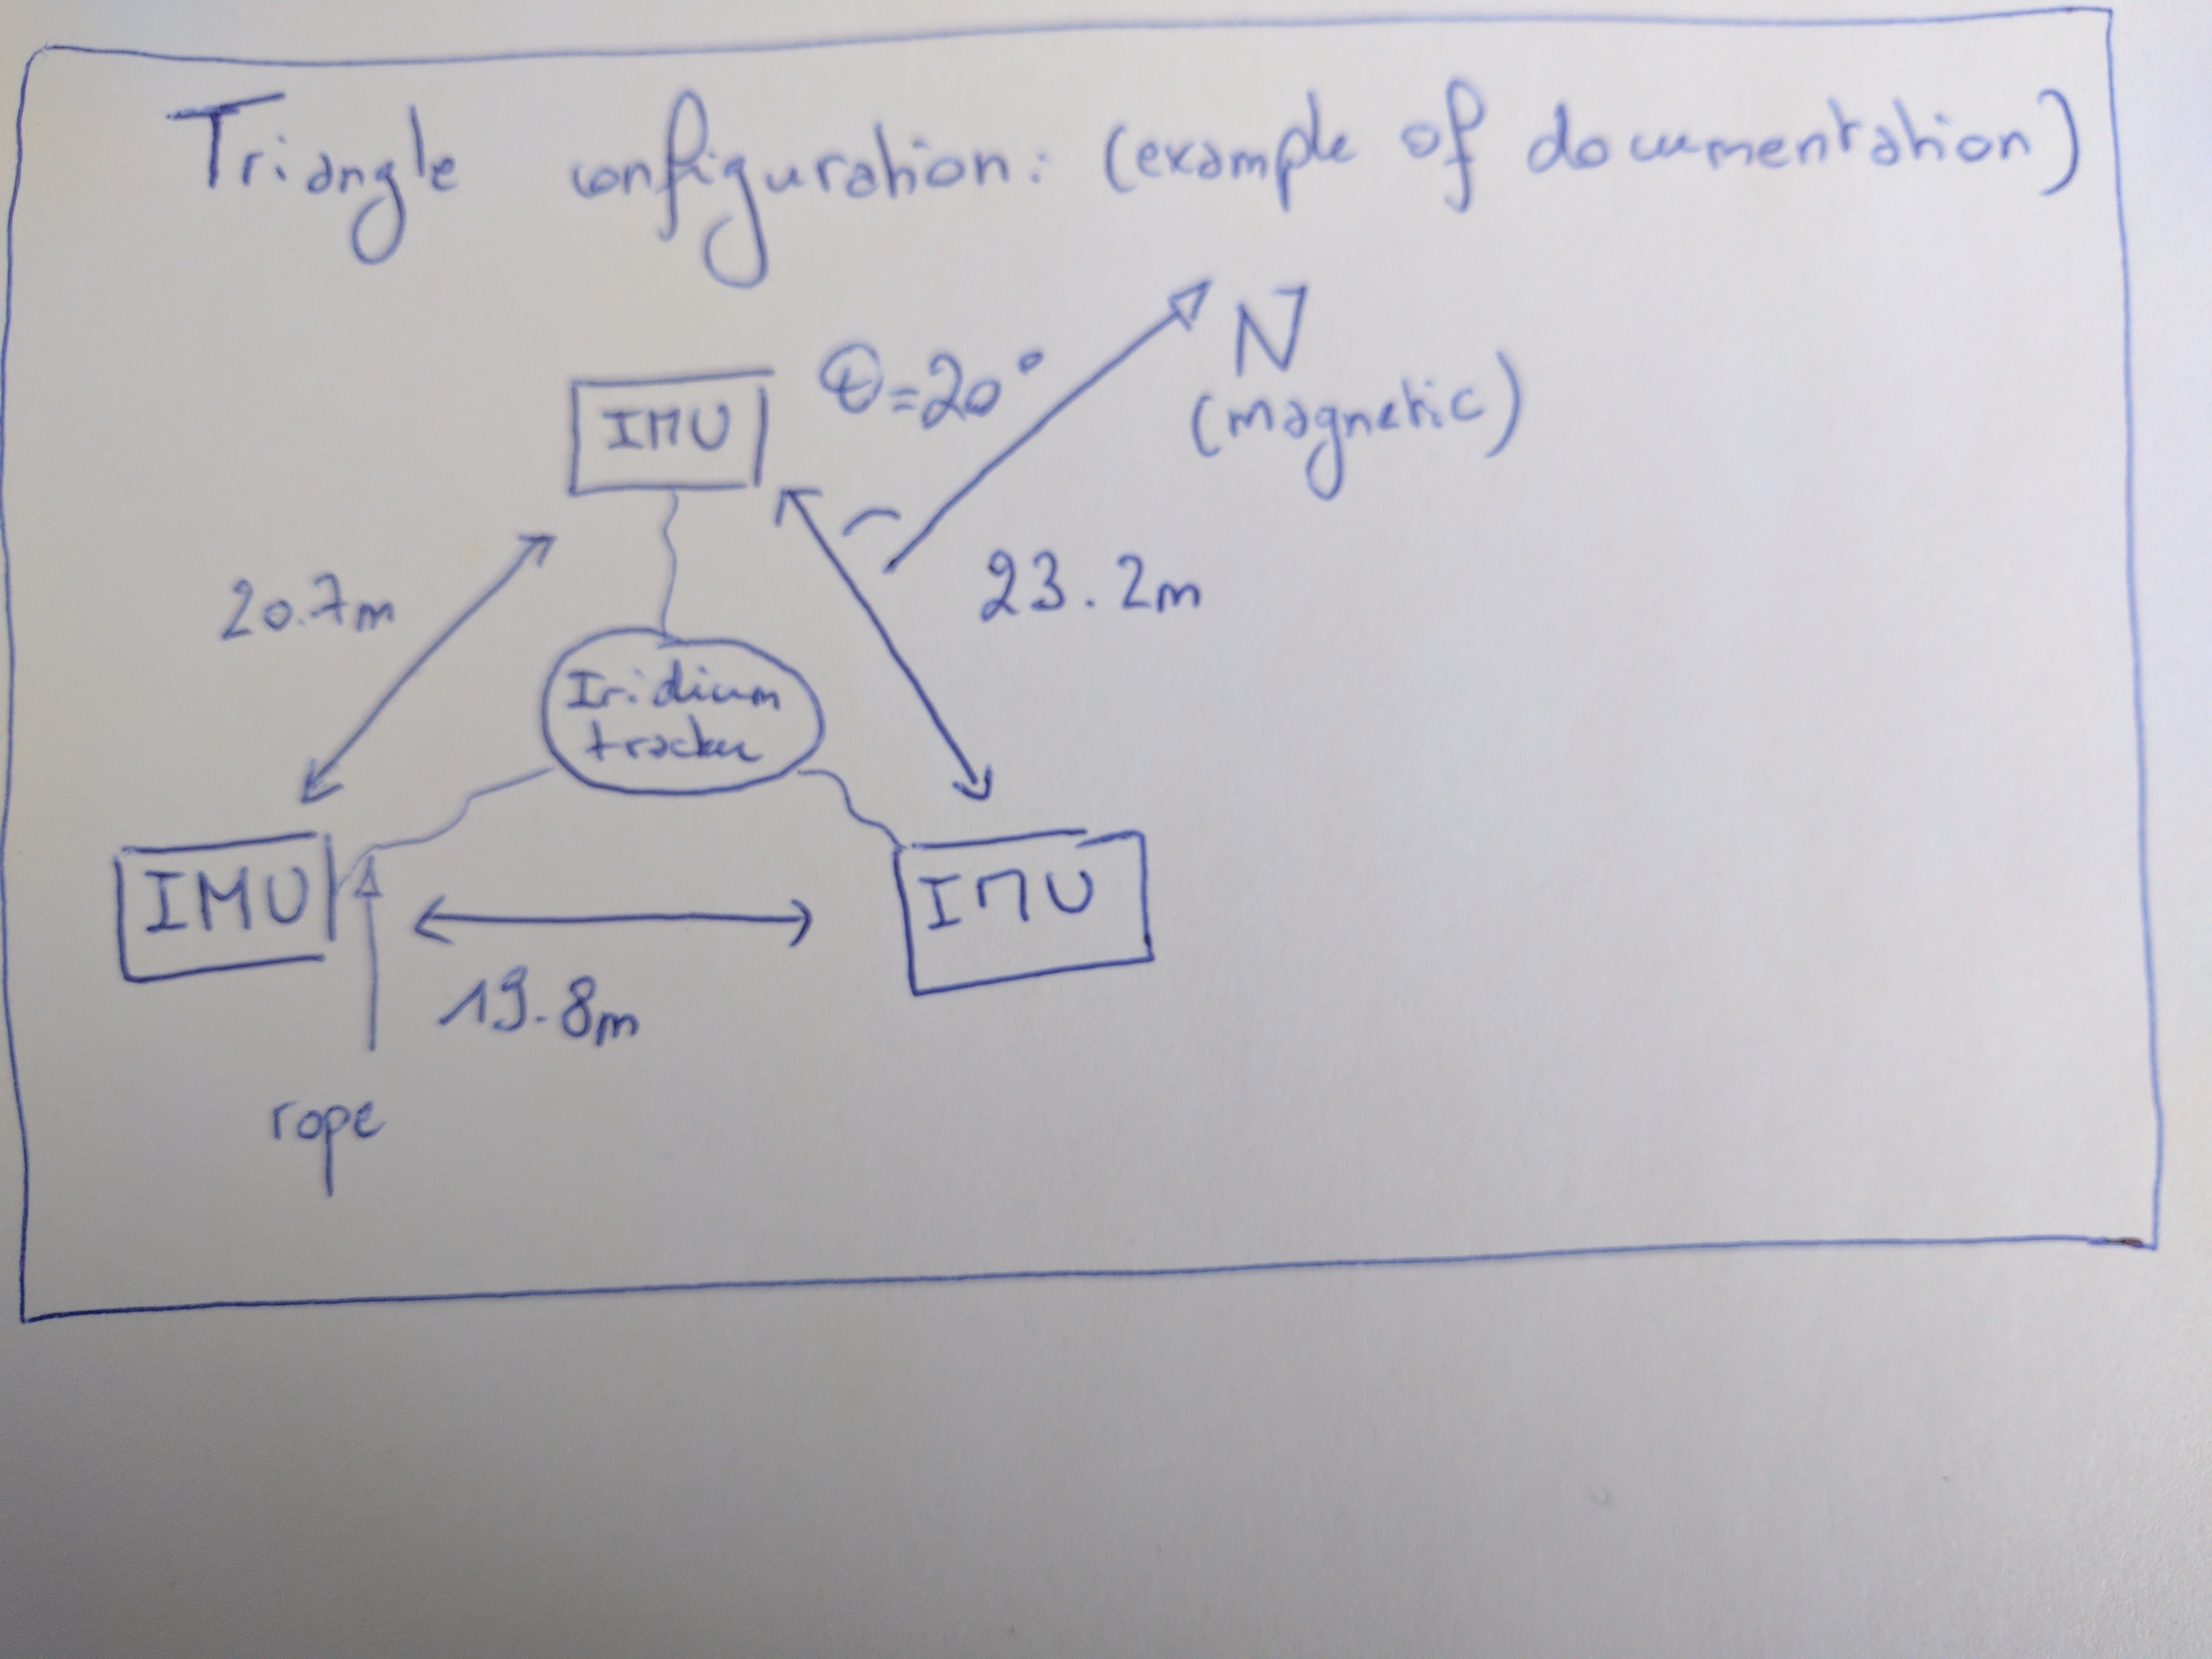 Triangle configuration: (example of documentation)
N
(magnetic)
Θ=20°
IMU
20.7m
23.2m
Iridium
tracker
IMU
IMU
19.8m
rope